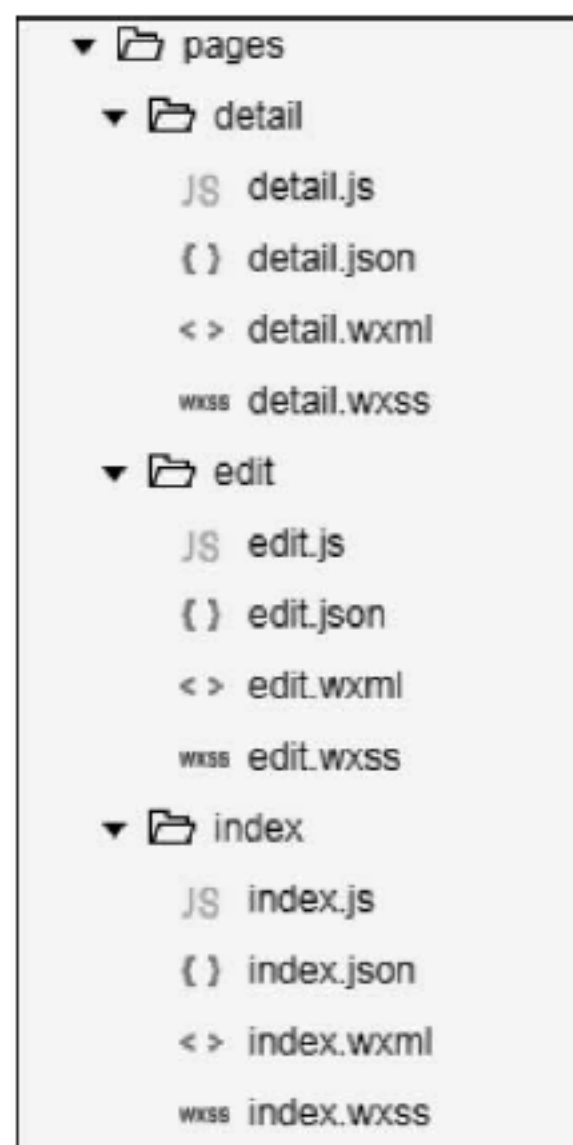 pages
detail
JS detail.js
{ } detail.json
< > detail.wxml
wxss detail.wxss
edit
JS edit.js
{ } edit.json
< > edit.wxml
wxss edit.wxss
index
JS index.js
{ } index.json
< > index.wxml
wxss index.wxss